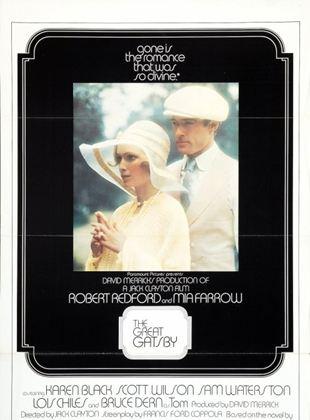 gone is
the romance
that was
so divine.*
Paramount Pictures presents
DAVID MERRICK'S PRODUCTION OF
A JACK CLAYTON FILM
ROBERT REDFORD and MIA FARROW
THE
GREAT
GATSBY
co-starring KAREN BLACK SCOTT WILSON SAM WATERSTON
LOIS CHILES and BRUCE DERN as Tom Produced by DAVID MERRICK
Directed by JACK CLAYTON Screenplay by FRANCIS FORD COPPOLA Based on the novel by